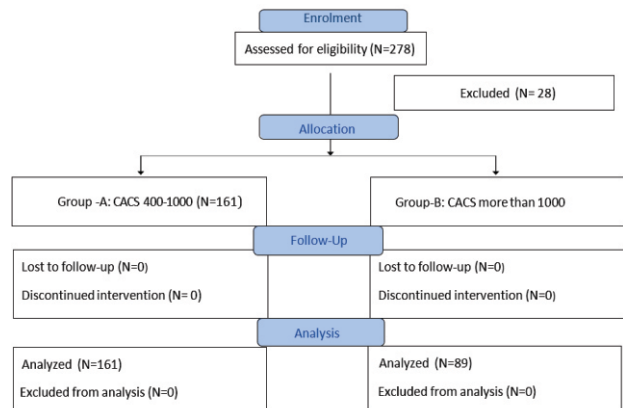 Enrolment
Assessed for eligibility (N=278)
Excluded (N= 28)
Allocation
Group -A: CACS 400-1000 (N=161)
Group-B: CACS more than 1000
Follow-Up
Lost to follow-up (N=0)
Discontinued intervention (N= 0)
Lost to follow-up (N=0)
Discontinued intervention (N=0)
Analysis
Analyzed (N=161)
Excluded from analysis (N=0)
Analyzed (N=89)
Excluded from analysis (N=0)